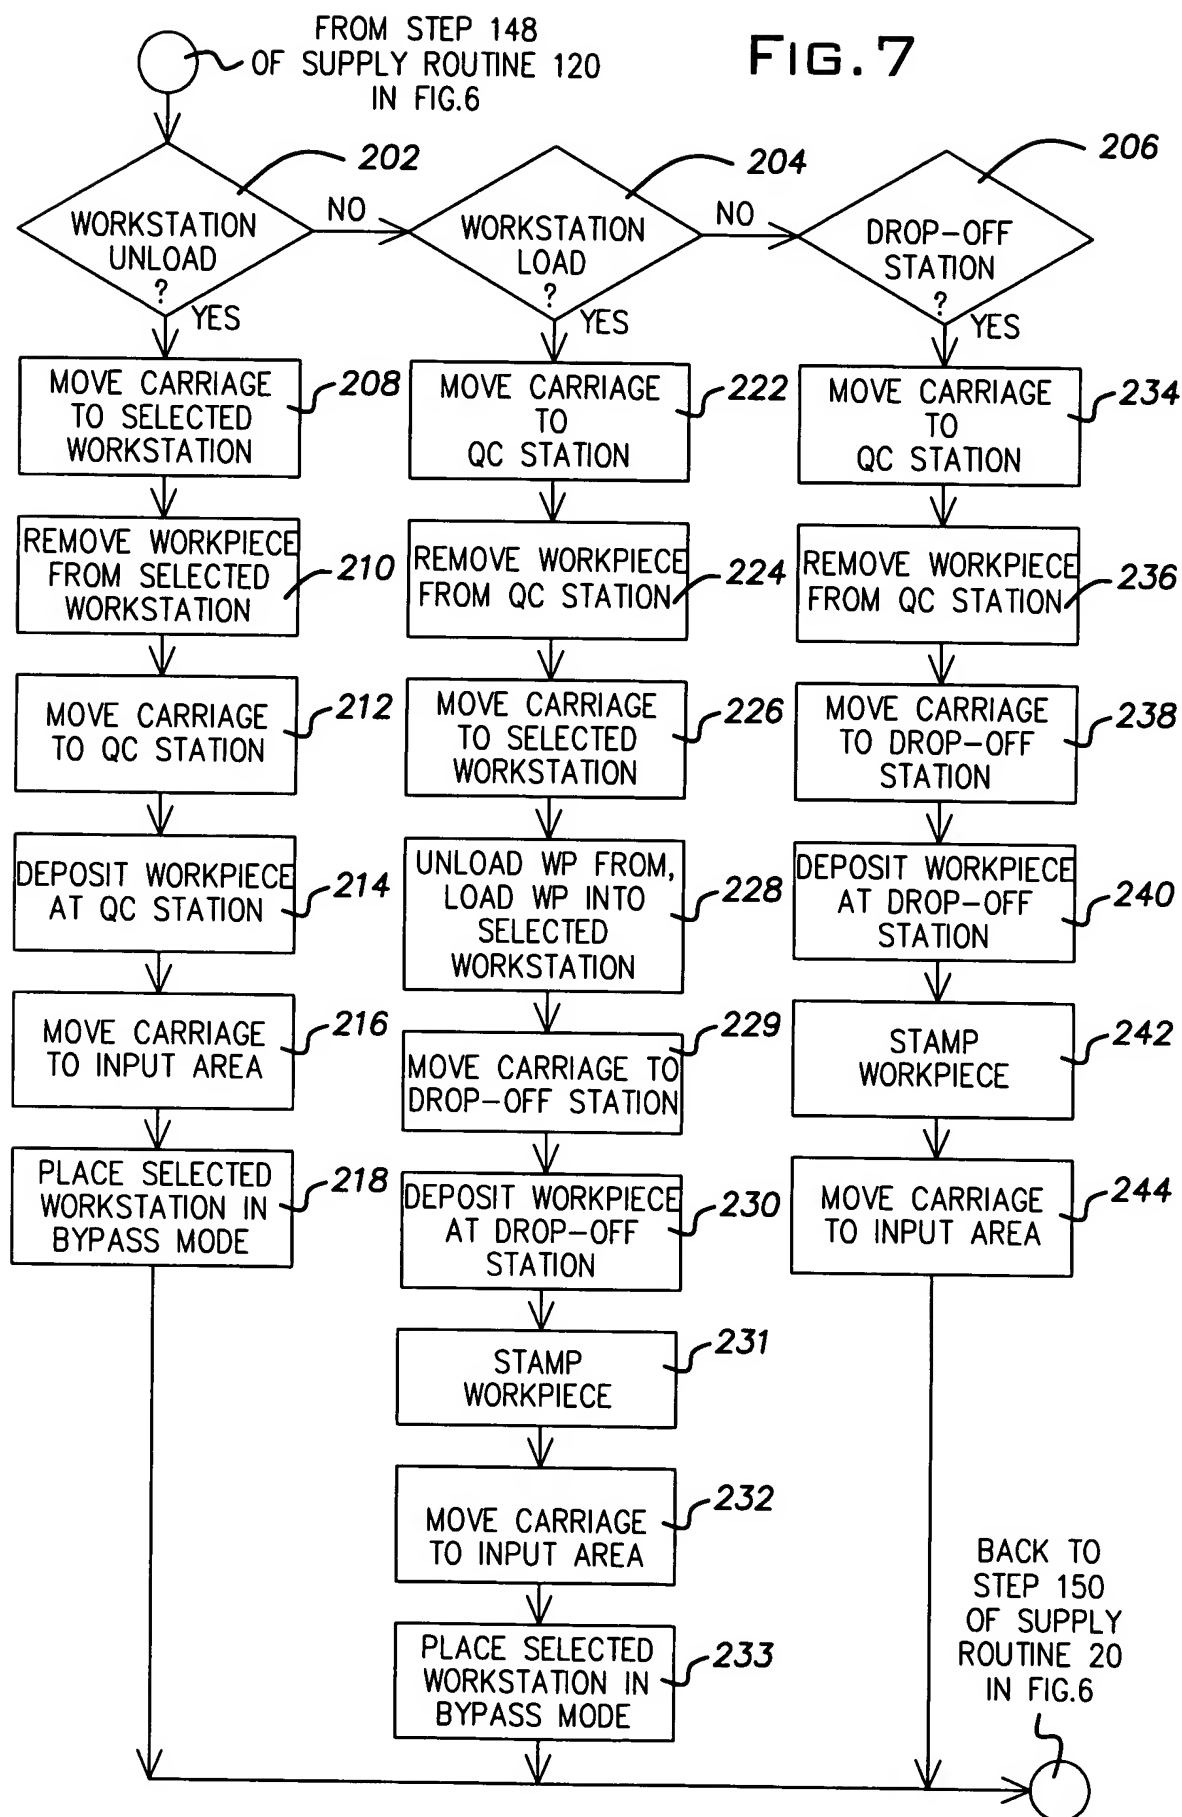 FROM STEP 148
OF SUPPLY ROUTINE 120
IN FIG.6
FIG. 7
202
WORKSTATION
UNLOAD
?
NO
YES
204
WORKSTATION
LOAD
?
NO
YES
206
DROP-OFF
STATION
?
YES
MOVE CARRIAGE
TO SELECTED
WORKSTATION
208
REMOVE WORKPIECE
FROM SELECTED
WORKSTATION
210
MOVE CARRIAGE
TO QC STATION
212
DEPOSIT WORKPIECE
AT QC STATION
214
MOVE CARRIAGE
TO INPUT AREA
216
PLACE SELECTED
WORKSTATION IN
BYPASS MODE
218
MOVE CARRIAGE
TO
QC STATION
222
REMOVE WORKPIECE
FROM QC STATION
224
MOVE CARRIAGE
TO SELECTED
WORKSTATION
226
UNLOAD WP FROM,
LOAD WP INTO
SELECTED
WORKSTATION
228
MOVE CARRIAGE TO
DROP-OFF STATION
229
DEPOSIT WORKPIECE
AT DROP-OFF
STATION
230
STAMP
WORKPIECE
231
MOVE CARRIAGE
TO INPUT AREA
232
PLACE SELECTED
WORKSTATION IN
BYPASS MODE
233
MOVE CARRIAGE
TO
QC STATION
234
REMOVE WORKPIECE
FROM QC STATION
236
MOVE CARRIAGE
TO DROP-OFF
STATION
238
DEPOSIT WORKPIECE
AT DROP-OFF
STATION
240
STAMP
WORKPIECE
242
MOVE CARRIAGE
TO INPUT AREA
244
BACK TO
STEP 150
OF SUPPLY
ROUTINE 20
IN FIG.6